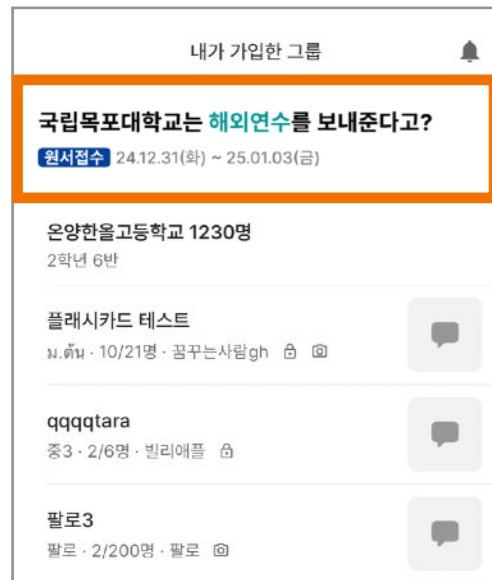 내가 가입한 그룹
국립목포대학교는 해외연수를 보내준다고?
원서접수 24.12.31(화) ~ 25.01.03(금)
온양한올고등학교 1230명
2학년 6반
플래시카드 테스트
ม.ต้น · 10/21명 · 꿈꾸는사람gh
qqqqtara
중3 · 2/6명 · 빌리애플
팔로3
팔로 · 2/200명 · 팔로